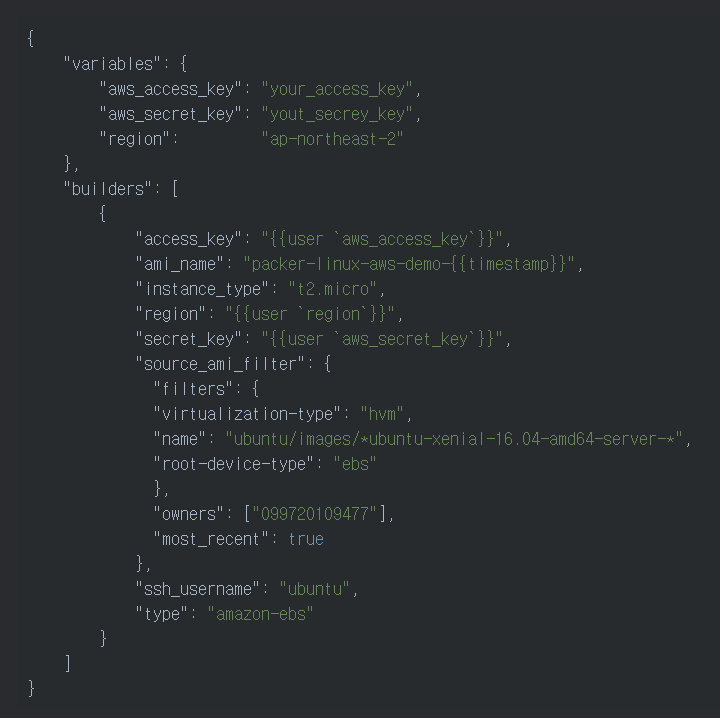 {
    "variables": {
        "aws_access_key": "your_access_key",
        "aws_secret_key": "yout_secrey_key",
        "region":         "ap-northeast-2"
    },
    "builders": [
        {
            "access_key": "{{user `aws_access_key`}}",
            "ami_name": "packer-linux-aws-demo-{{timestamp}}",
            "instance_type": "t2.micro",
            "region": "{{user `region`}}",
            "secret_key": "{{user `aws_secret_key`}}",
            "source_ami_filter": {
              "filters": {
              "virtualization-type": "hvm",
              "name": "ubuntu/images/*ubuntu-xenial-16.04-amd64-server-*",
              "root-device-type": "ebs"
              },
              "owners": ["099720109477"],
              "most_recent": true
            },
            "ssh_username": "ubuntu",
            "type": "amazon-ebs"
        }
    ]
}